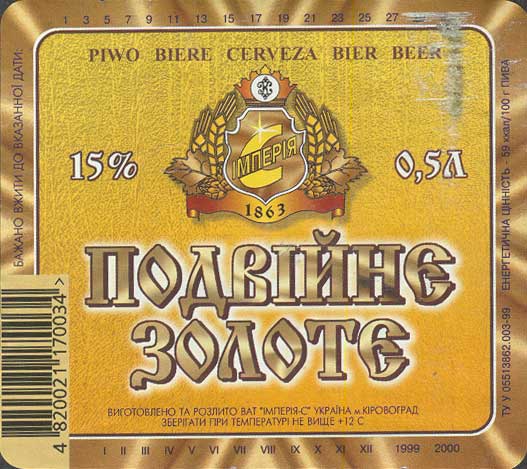 1 3 5 7 9 11 13 15 17 19 21 23 25 27
PIWO BIERE CERVEZA BIER BEER
БАЖАНО ВЖИТИ ДО ВКАЗАННОЇ ДАТИ:
15%
ІМПЕРІЯ
1863
0,5Л
ПОДВІЙНЕ
ЗОЛОТЕ
ВИГОТОВЛЕНО ТА РОЗЛИТО ВАТ "ІМПЕРІЯ-С" УКРАЇНА м.КІРОВОГРАД
ЗБЕРІГАТИ ПРИ ТЕМПЕРАТУРІ НЕ ВИЩЕ +12 С
4 820021 170034 >
I II III IV V VI VII VIII IX X XI XII 1999 2000
ТУ У 05513862.003-99 ЕНЕРГЕТИЧНА ЦІННІСТЬ - 59 ккал/100 г ПИВА